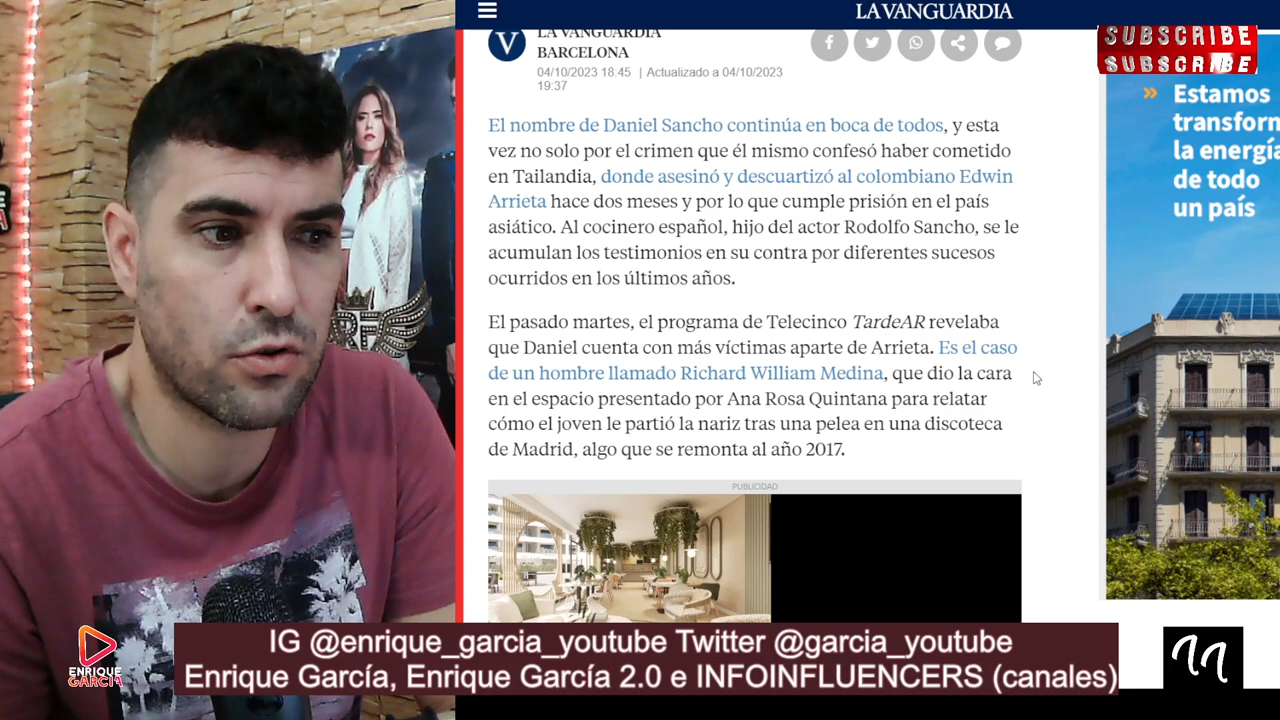 LA VANGUARDIA
LA VANGUARDIA
BARCELONA
04/10/2023 18:45 | Actualizado a 04/10/2023
19:37
SUBSCRIBE
SUBSCRIBE
» Estamos
transform
la energía
de todo
un país
El nombre de Daniel Sancho continúa en boca de todos, y esta
vez no solo por el crimen que él mismo confesó haber cometido
en Tailandia, donde asesinó y descuartizó al colombiano Edwin
Arrieta hace dos meses y por lo que cumple prisión en el país
asiático. Al cocinero español, hijo del actor Rodolfo Sancho, se le
acumulan los testimonios en su contra por diferentes sucesos
ocurridos en los últimos años.
El pasado martes, el programa de Telecinco TardeAR revelaba
que Daniel cuenta con más víctimas aparte de Arrieta. Es el caso
de un hombre llamado Richard William Medina, que dio la cara
en el espacio presentado por Ana Rosa Quintana para relatar
cómo el joven le partió la nariz tras una pelea en una discoteca
de Madrid, algo que se remonta al año 2017.
PUBLICIDAD
IG @enrique_garcia_youtube Twitter @garcia_youtube
Enrique García, Enrique García 2.0 e INFOINFLUENCERS (canales)
ENRIQUE
GARCÍA